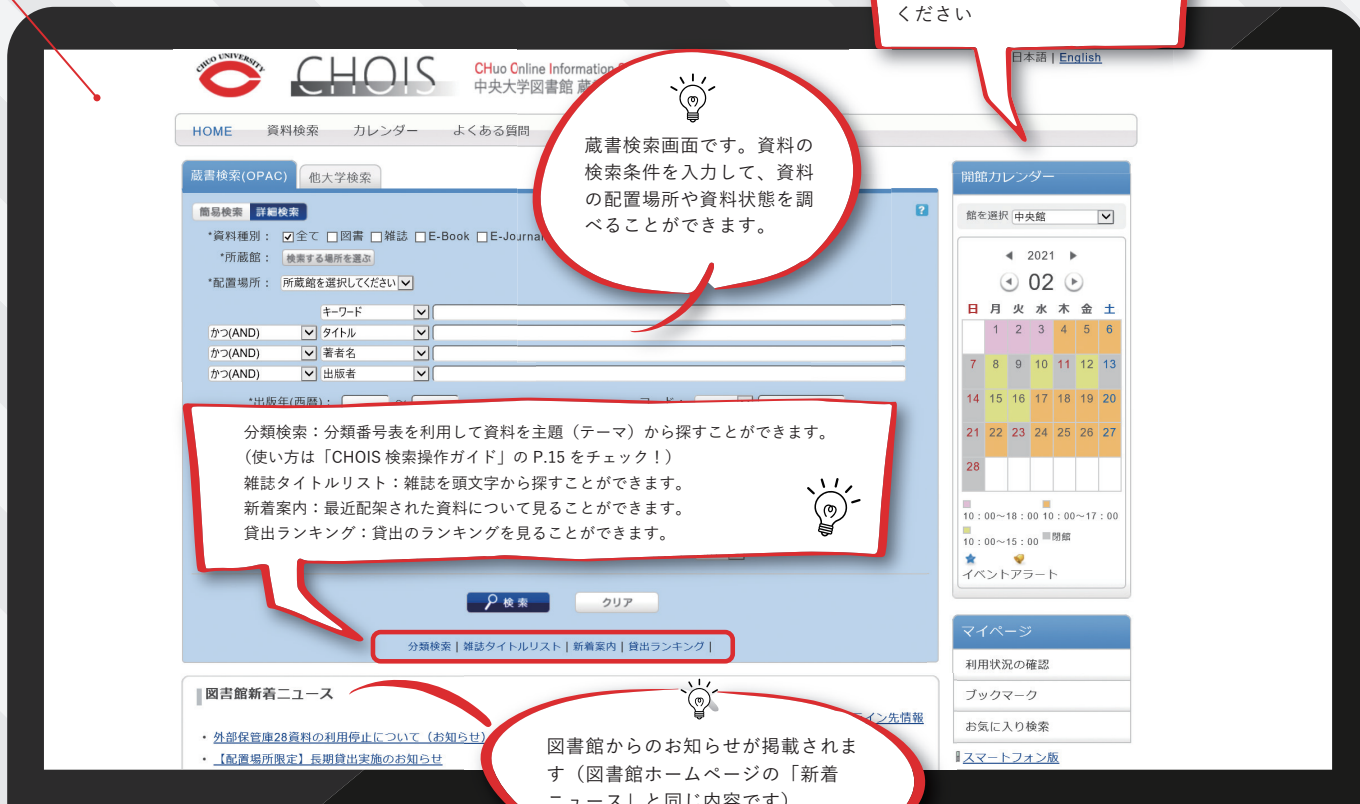 ください
CHUO UNIVERSITY
CHOIS
CHuo Online Information
中央大学図書館
日本語 | English
HOME 資料検索 カレンダー よくある質問
蔵書検索画面です。資料の
検索条件を入力して、資料
の配置場所や資料状態を調
べることができます。
蔵書検索(OPAC) 他大学検索
簡易検索 詳細検索
*資料種別： 全て 図書 雑誌 E-Book E-Journal
*所蔵館： 検索する場所を選ぶ
*配置場所： 所蔵館を選択してください
キーワード
かつ(AND) タイトル
かつ(AND) 著者名
かつ(AND) 出版者
*出版年(西暦)：
コード：
分類検索：分類番号表を利用して資料を主題（テーマ）から探すことができます。
（使い方は「CHOIS 検索操作ガイド」の P.15 をチェック！）
雑誌タイトルリスト：雑誌を頭文字から探すことができます。
新着案内：最近配架された資料について見ることができます。
貸出ランキング：貸出のランキングを見ることができます。
検索 クリア
分類検索 | 雑誌タイトルリスト | 新着案内 | 貸出ランキング |
図書館新着ニュース
イン先情報
・外部保管庫28資料の利用停止について（お知らせ）
・【配置場所限定】長期貸出実施のお知らせ
図書館からのお知らせが掲載されま
す（図書館ホームページの「新着
ニュース」と同じ内容です）
開館カレンダー
館を選択 中央館
2021
02
日 月 火 水 木 金 土
1 2 3 4 5 6
7 8 9 10 11 12 13
14 15 16 17 18 19 20
21 22 23 24 25 26 27
28
10：00～18：00 10：00～17：00
10：00～15：00 閉館
イベントアラート
マイページ
利用状況の確認
ブックマーク
お気に入り検索
スマートフォン版